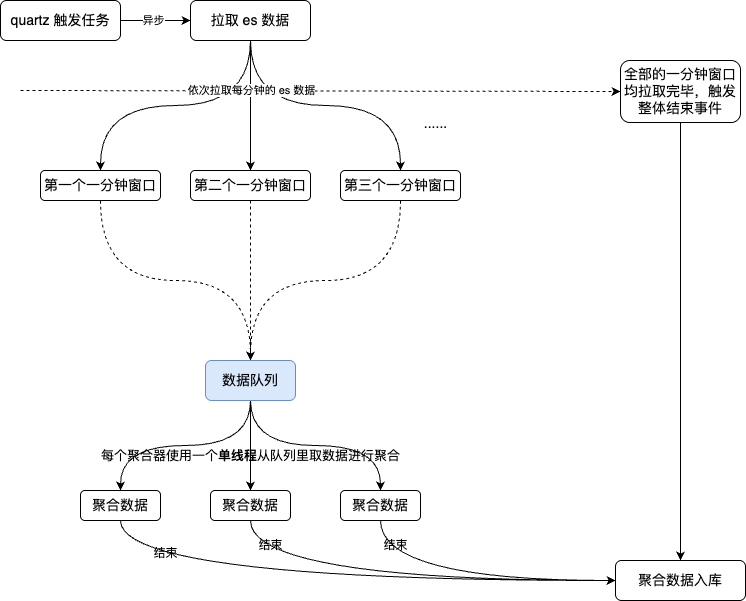 quartz 触发任务
异步
拉取 es 数据
依次拉取每分钟的 es 数据
全部的一分钟窗口
均拉取完毕，触发
整体结束事件
······
第一个一分钟窗口
第二个一分钟窗口
第三个一分钟窗口
数据队列
每个聚合器使用一个单线程从队列里取数据进行聚合
聚合数据
聚合数据
聚合数据
结束
结束
结束
聚合数据入库